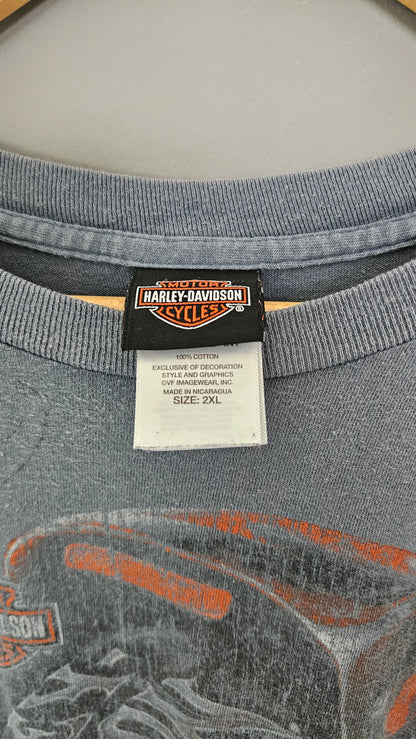 MOTOR
HARLEY-DAVIDSON
CYCLES
®
100% COTTON
EXCLUSIVE OF DECORATION
STYLE AND GRAPHICS
©VF IMAGEWEAR, INC.
MADE IN NICARAGUA
SIZE: 2XL